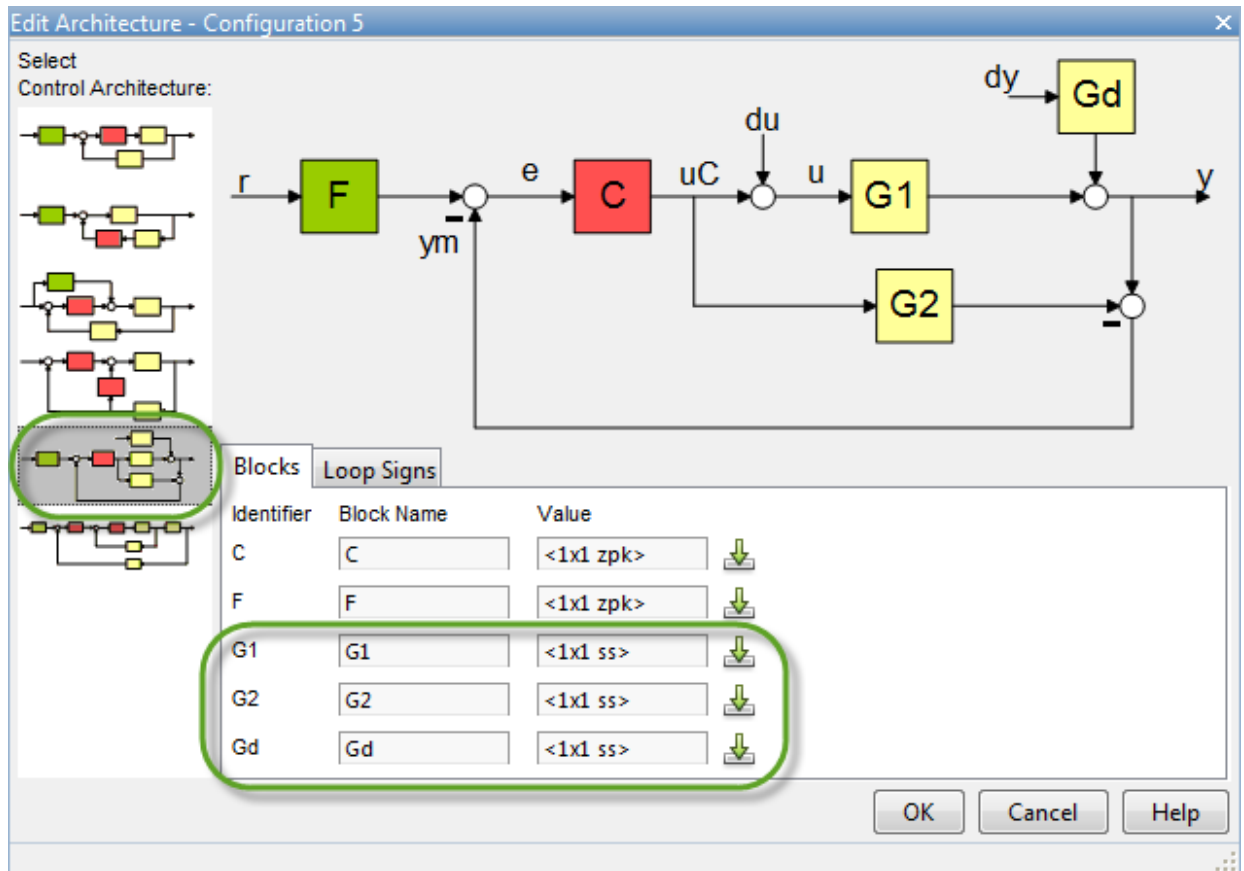 Edit Architecture - Configuration 5
Select
Control Architecture:
dy
Gd
du
r
F
e
C
uC
u
G1
y
ym
G2
Blocks
Loop Signs
Identifier Block Name Value
C C <1x1 zpk>
F F <1x1 zpk>
G1 G1 <1x1 ss>
G2 G2 <1x1 ss>
Gd Gd <1x1 ss>
OK Cancel Help